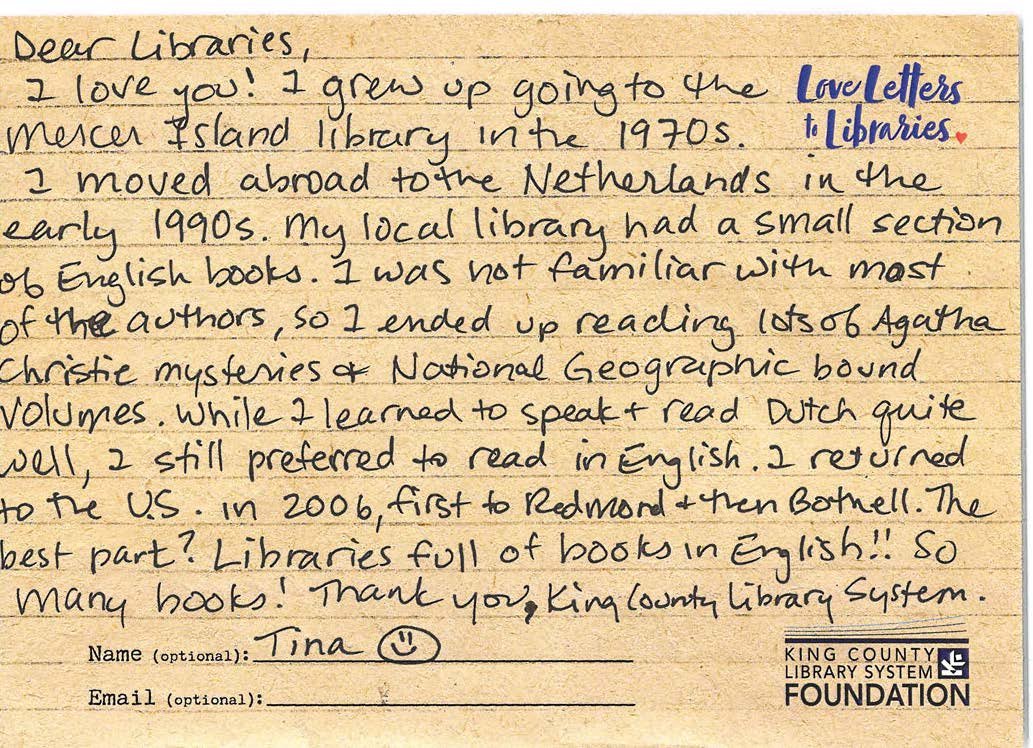 Dear Libraries,
I love you! I grew up going to the
Mercer Island library in the 1970s.
Love Letters
to Libraries
I moved abroad to the Netherlands in the
early 1990s. My local library had a small section
of English books. I was not familiar with most
of the authors, so I ended up reading lots of Agatha
Christie mysteries & National Geographic bound
volumes. While I learned to speak + read Dutch quite
well, I still preferred to read in English. I returned
to the U.S. in 2006, first to Redmond + then Bothell. The
best part? Libraries full of books in English!! So
many books! Thank you, King County Library System.
Name (optional): Tina
Email (optional):
KING COUNTY
LIBRARY SYSTEM
FOUNDATION